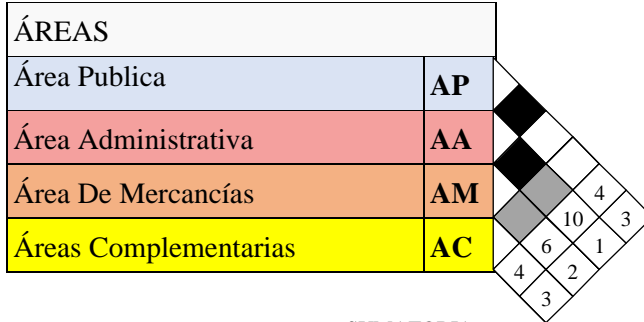 ÁREAS
Área Publica AP
Área Administrativa AA
Área De Mercancías AM
Áreas Complementarias AC
4
10 3
6 1
4 2
3